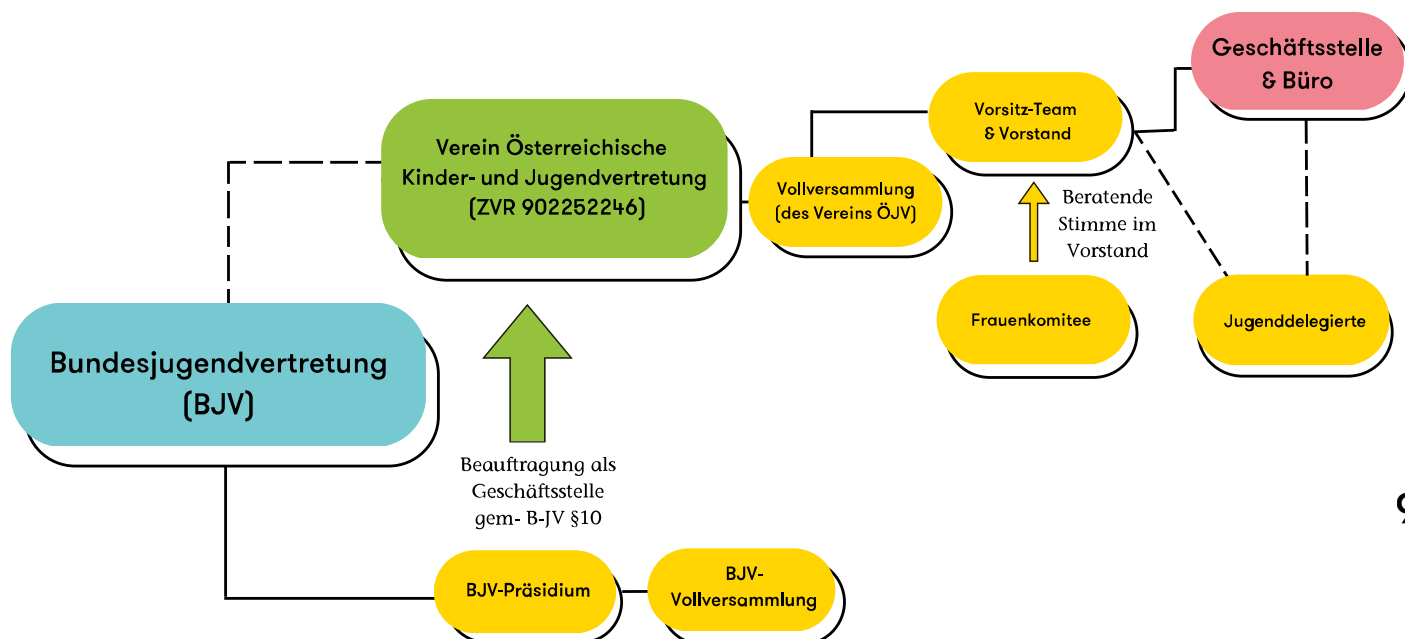 Geschäftsstelle
& Büro
Vorsitz-Team
& Vorstand
Verein Österreichische
Kinder- und Jugendvertretung
(ZVR 902252246)
Vollversammlung
(des Vereins ÖJV)
Beratende
Stimme im
Vorstand
Frauenkomitee
Jugenddelegierte
Bundesjugendvertretung
(BJV)
Beauftragung als
Geschäftsstelle
gem- B-JV §10
BJV-Präsidium
BJV-
Vollversammlung